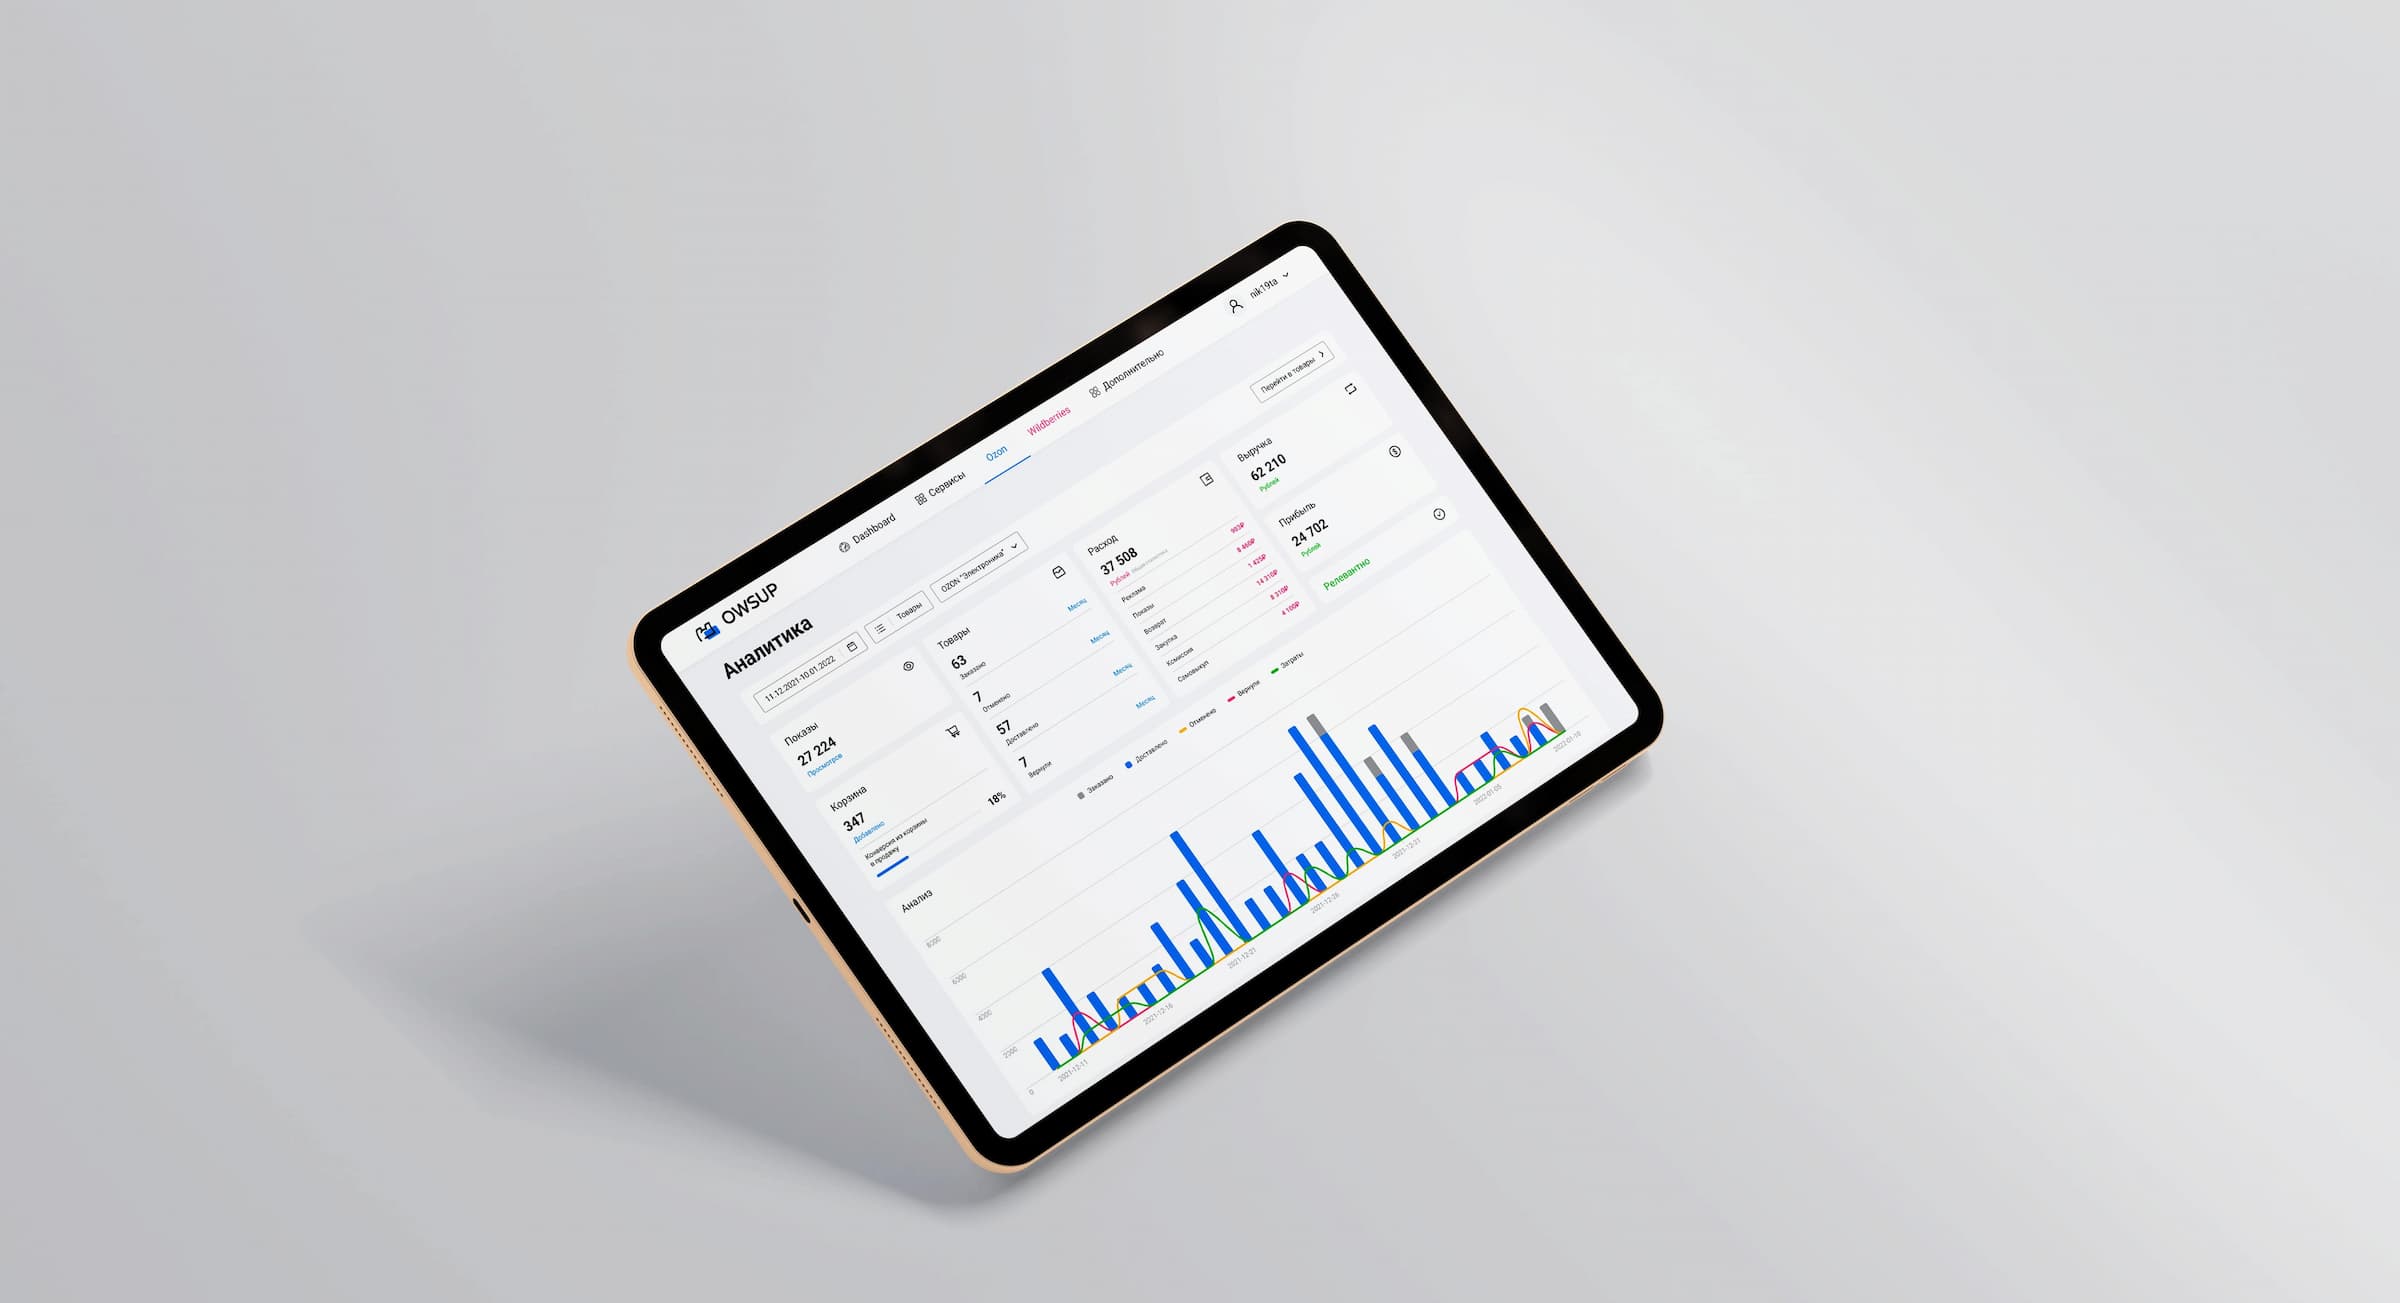 OWSUP
Dashboard
Сервисы
Ozon
Wildberries
Дополнительно
nik19ta
Аналитика
11.12.2021-10.01.2022
Товары
OZON "Электроника"
Перейти в товары
Показы
27 224
Просмотров
Корзина
347
Добавлено
Конверсия из корзины
в продажу
18%
Товары
63
Заказано
Месяц
7
Отменено
Месяц
57
Доставлено
Месяц
7
Вернули
Месяц
Расход
37 508
Рублей
Реклама
983₽
Показы
8 460₽
Возврат
1 425₽
Закупка
14 210₽
Комиссия
8 310₽
Самовыкуп
4 100₽
Выручка
62 210
Рублей
Прибыль
24 702
Рублей
Релевантно
Анализ
Заказано
Доставлено
Отменено
Вернули
Затраты
8000
6000
4000
2000
0
2021-12-11
2021-12-16
2021-12-21
2021-12-26
2021-12-31
2022-01-05
2022-01-10